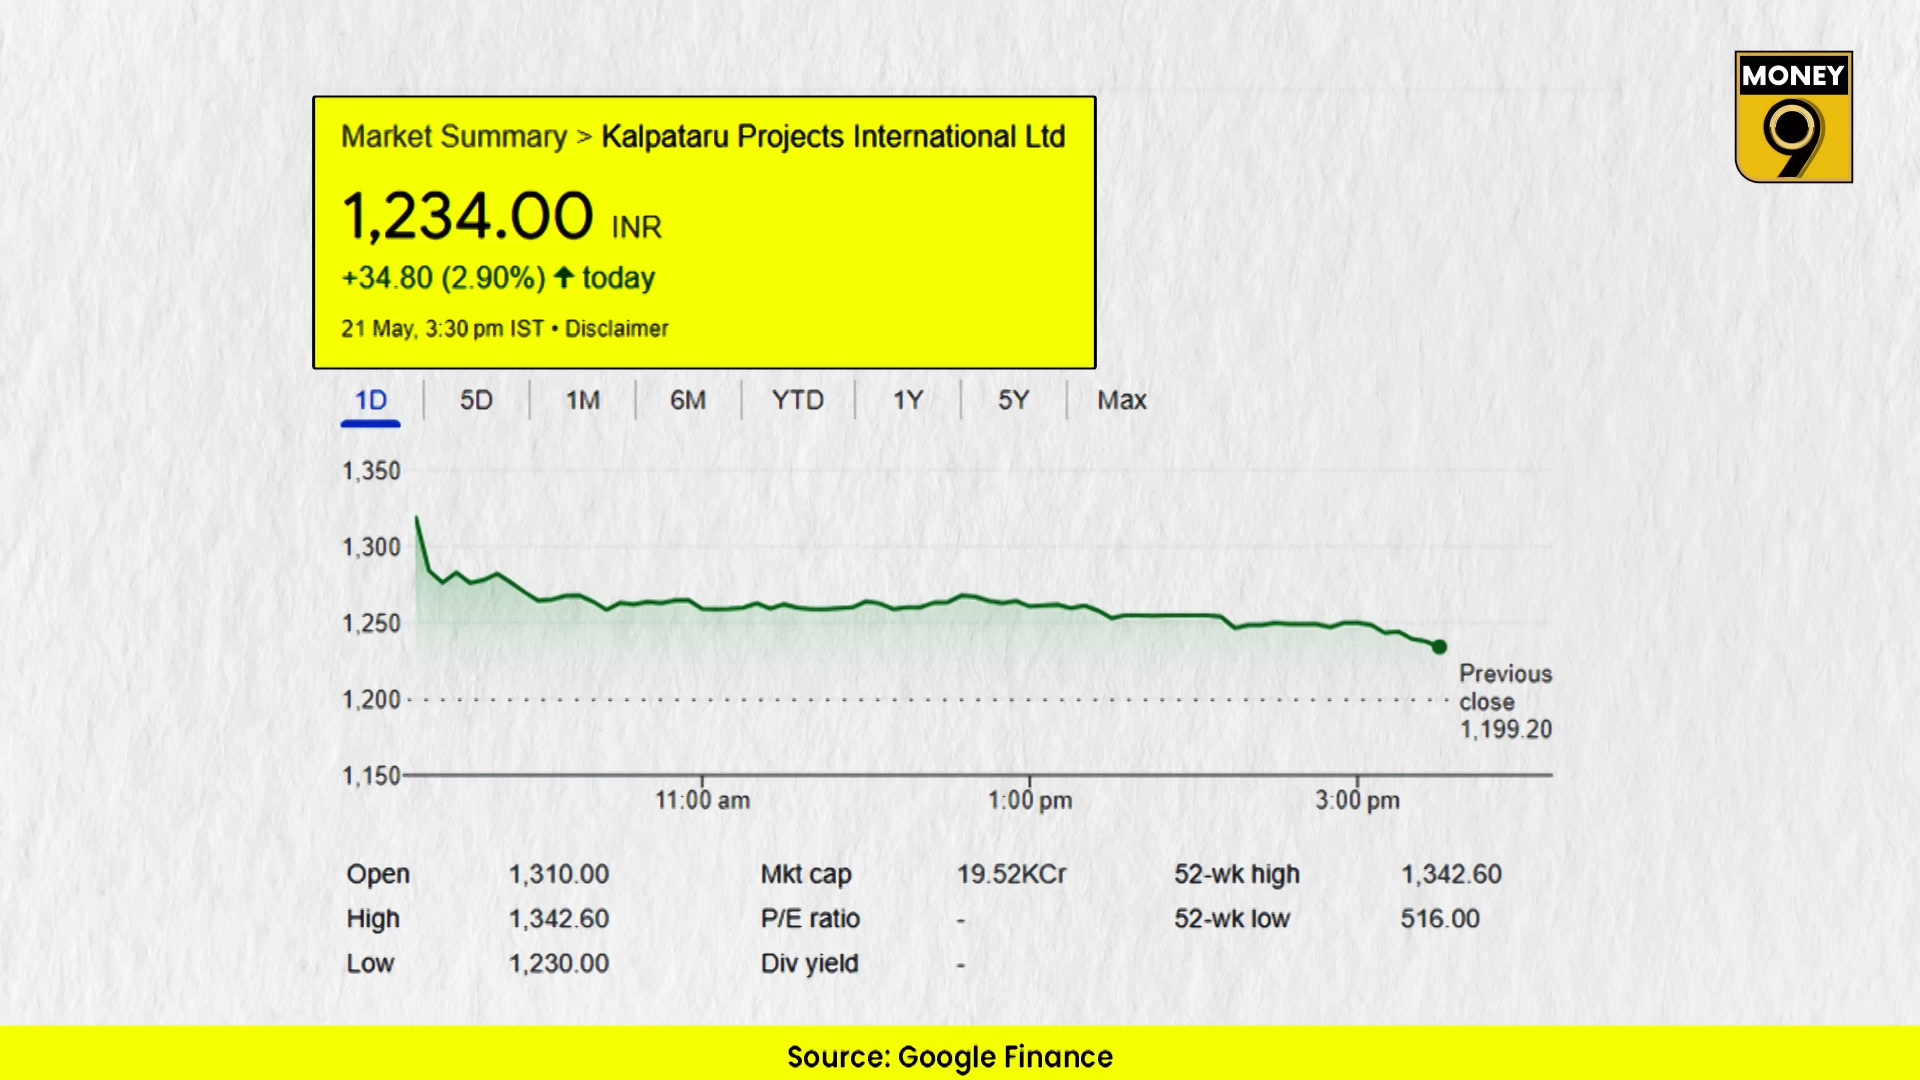 MONEY
9
Market Summary > Kalpataru Projects International Ltd
1,234.00 INR
+34.80 (2.90%) ↑ today
21 May, 3:30 pm IST • Disclaimer
1D 5D 1M 6M YTD 1Y 5Y Max
1,350
1,300
1,250
1,200
1,150
Previous
close
1,199.20
11:00 am 1:00 pm 3:00 pm
Open 1,310.00 Mkt cap 19.52KCr 52-wk high 1,342.60
High 1,342.60 P/E ratio - 52-wk low 516.00
Low 1,230.00 Div yield -
Source: Google Finance